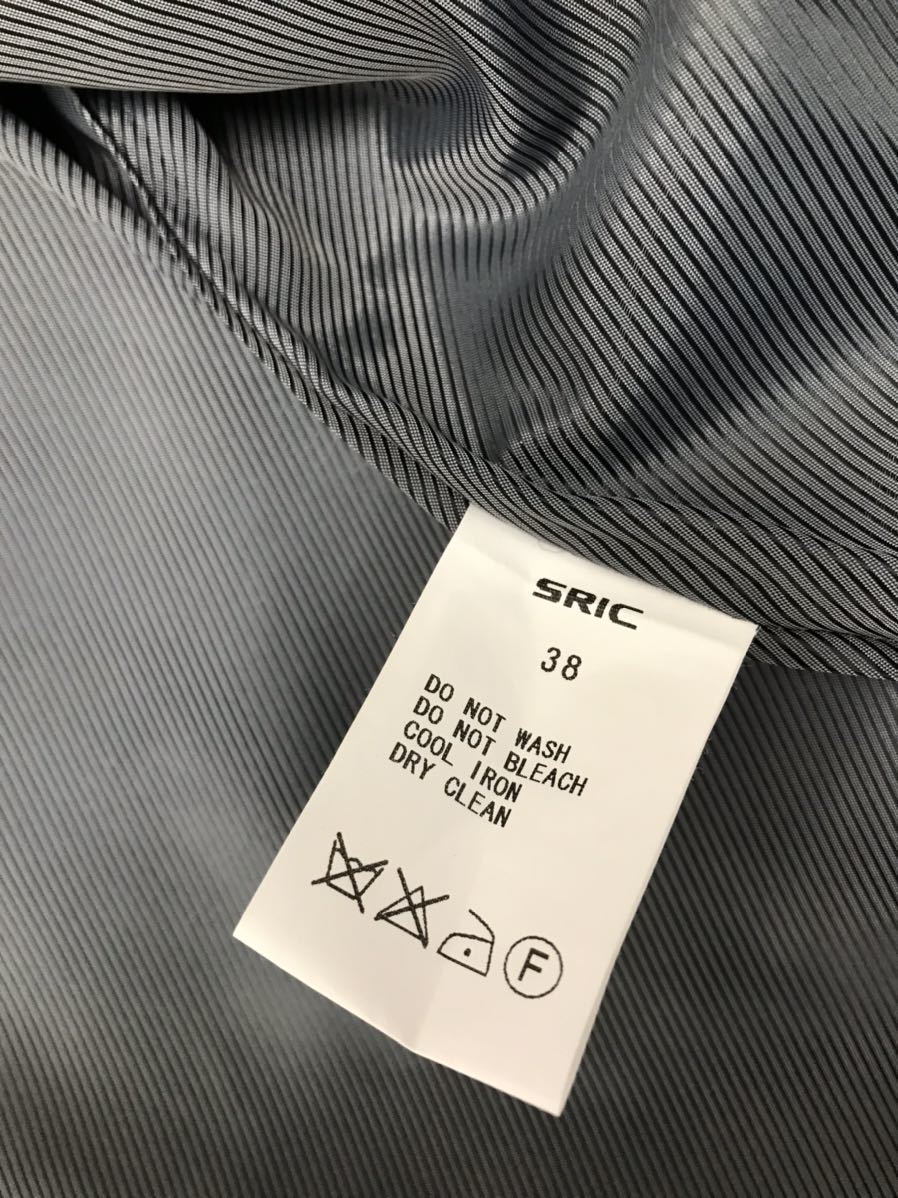 SRIC
38
DO NOT WASH
DO NOT BLEACH
COOL IRON
DRY CLEAN
F